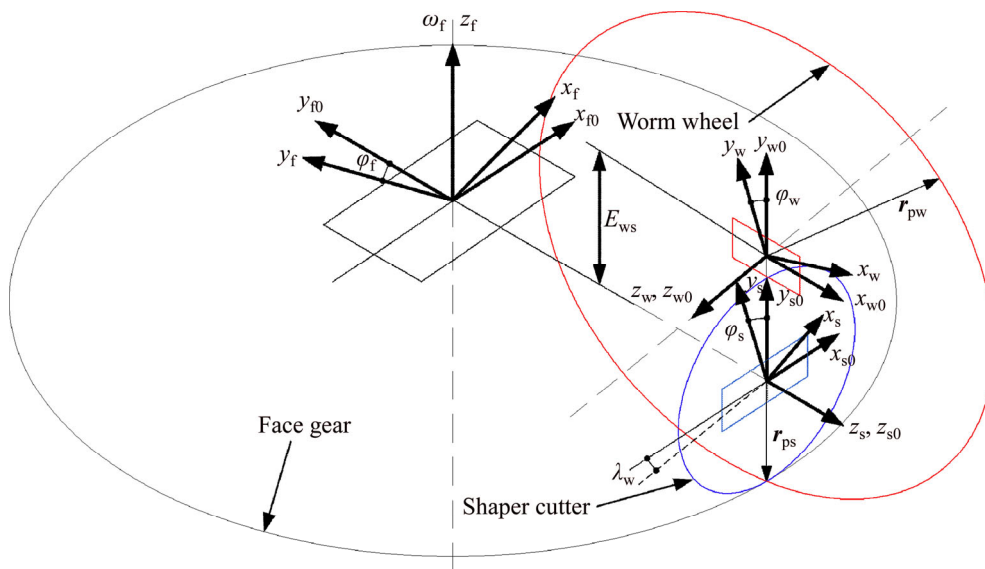 ω_f z_f
y_f0
x_f
x_f0
y_f
φ_f
Worm wheel
y_w
y_w0
φ_w
r_pw
E_ws
x_w
z_w, z_w0
x_w0
y_s
y_s0
x_s
φ_s
x_s0
z_s, z_s0
Face gear
r_ps
λ_w
Shaper cutter